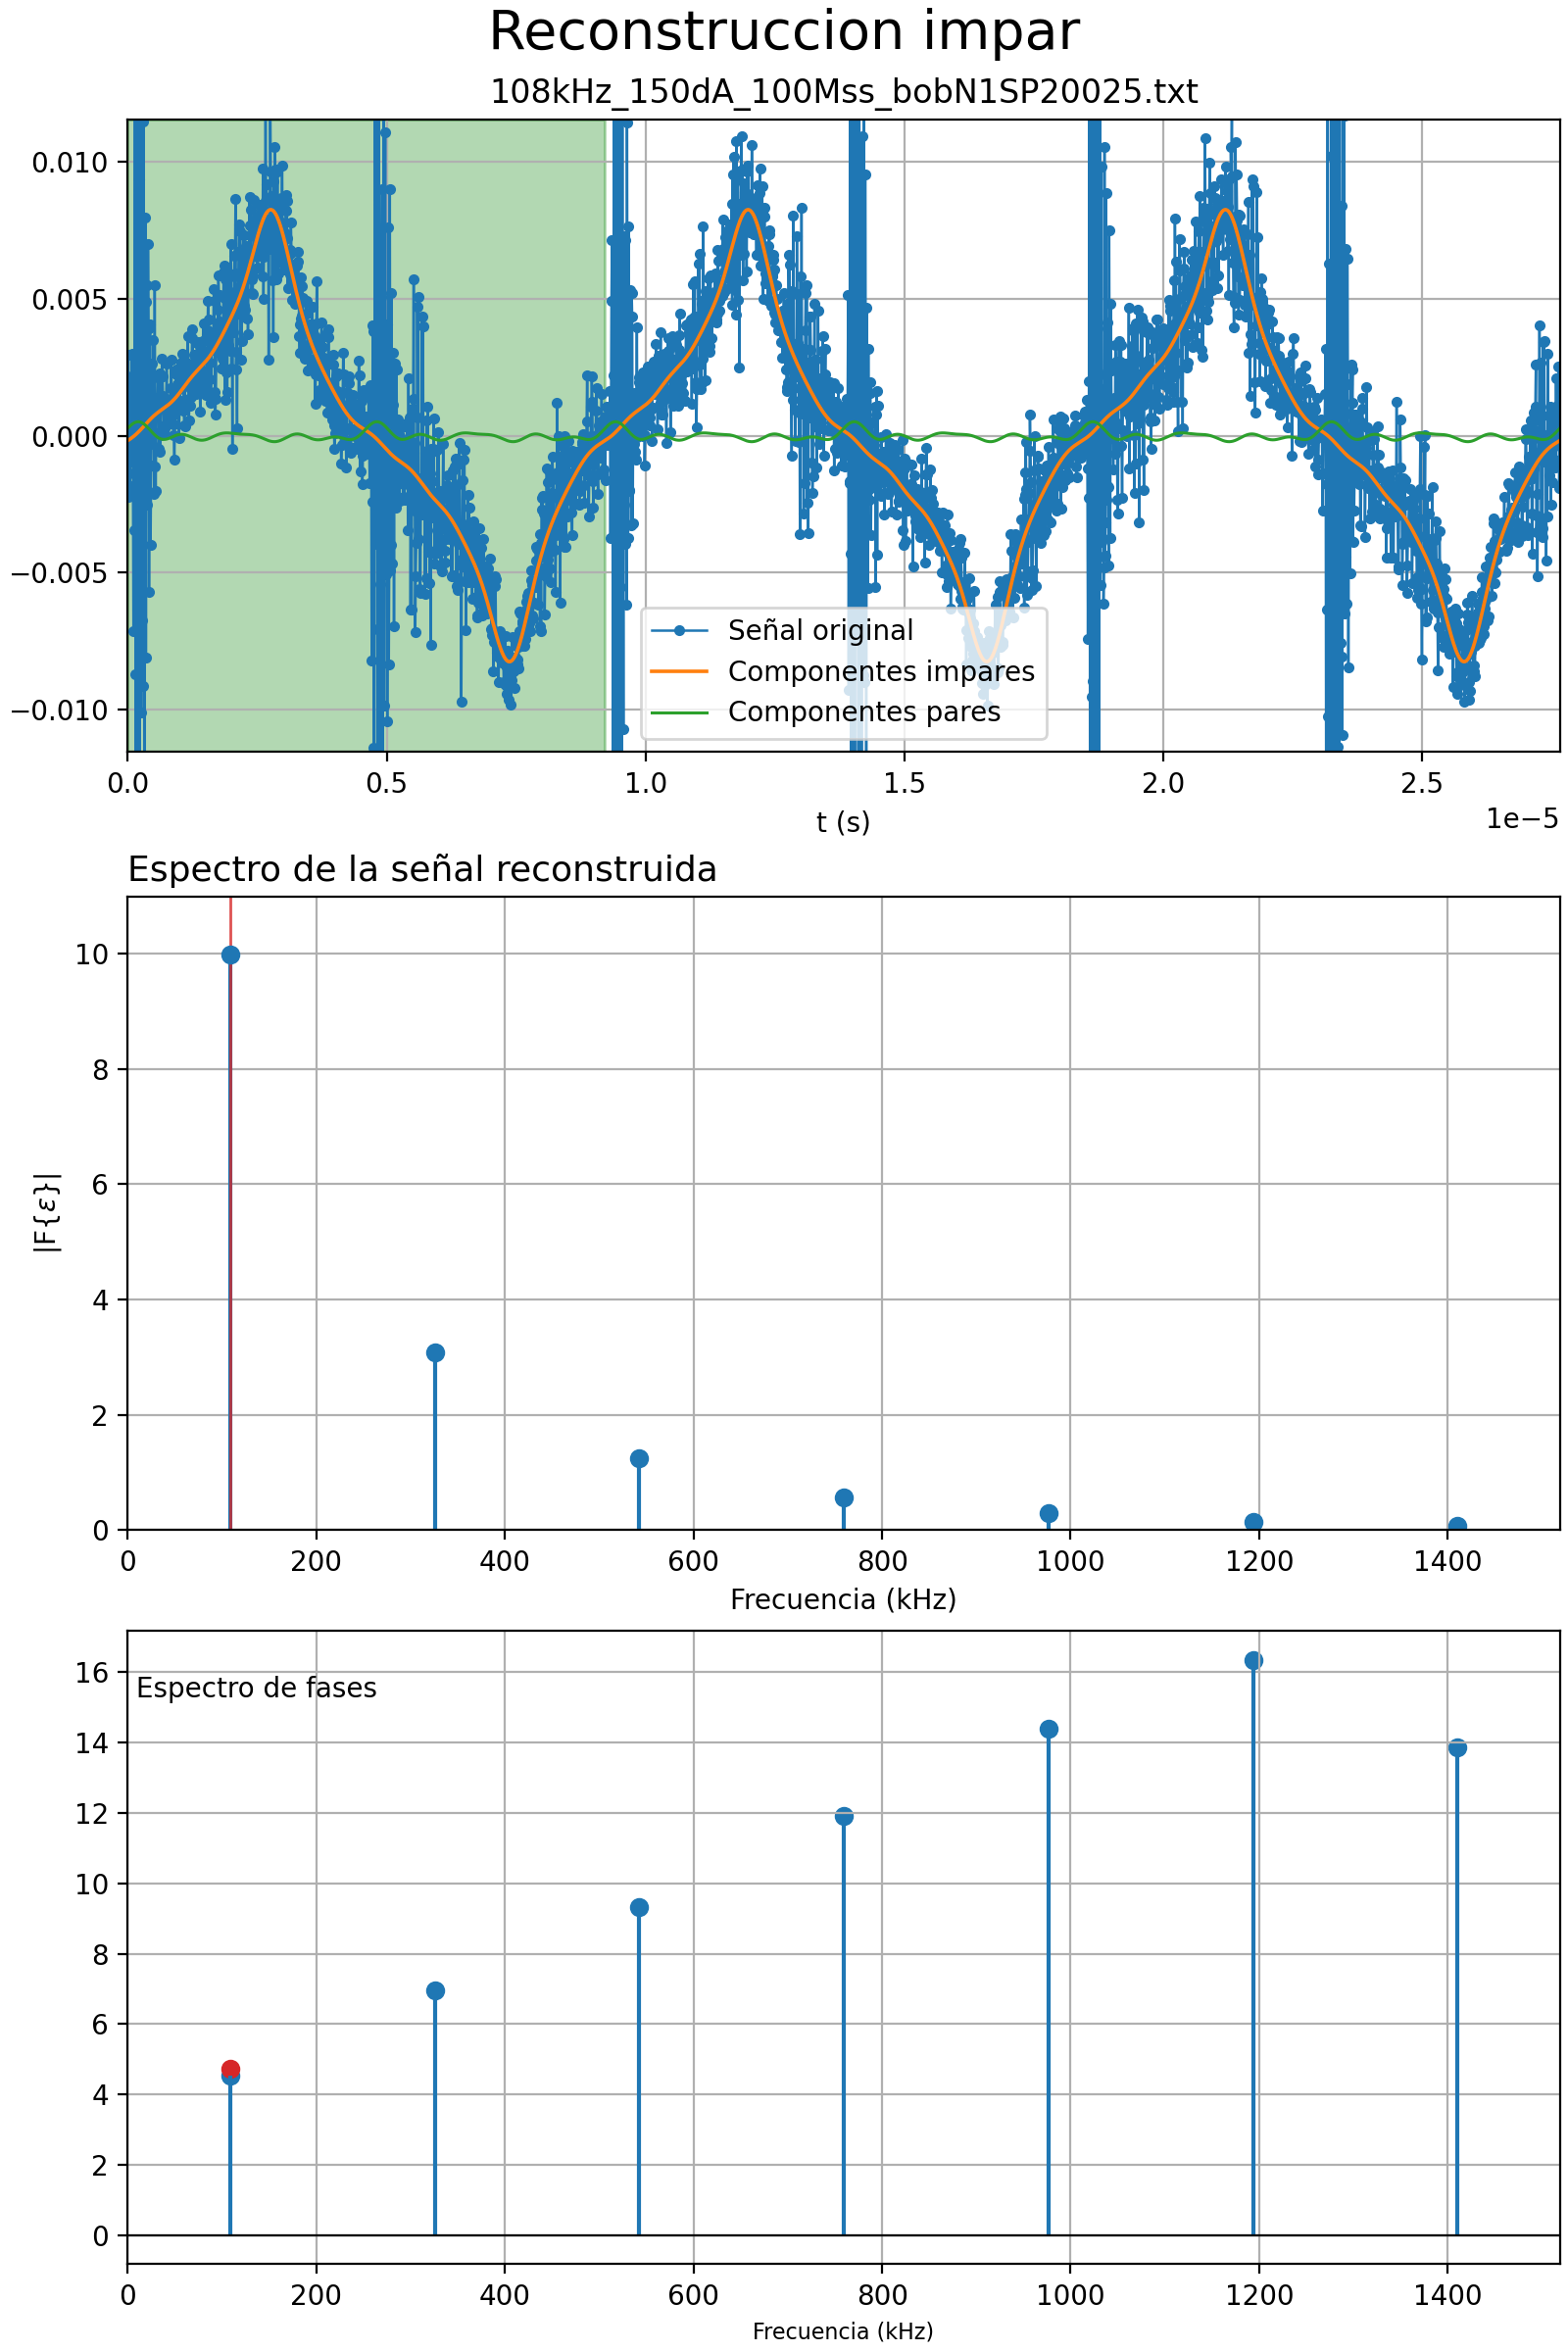 Reconstruccion impar
108kHz_150dA_100Mss_bobN1SP20025.txt
0.010
0.005
0.000
−0.005
−0.010
Señal original
Componentes impares
Componentes pares
0.0 0.5 1.0 1.5 2.0 2.5
t (s)
1e−5
Espectro de la señal reconstruida
10
8
6
4
2
0
|F{ε}|
0 200 400 600 800 1000 1200 1400
Frecuencia (kHz)
16
Espectro de fases
14
12
10
8
6
4
2
0
0 200 400 600 800 1000 1200 1400
Frecuencia (kHz)